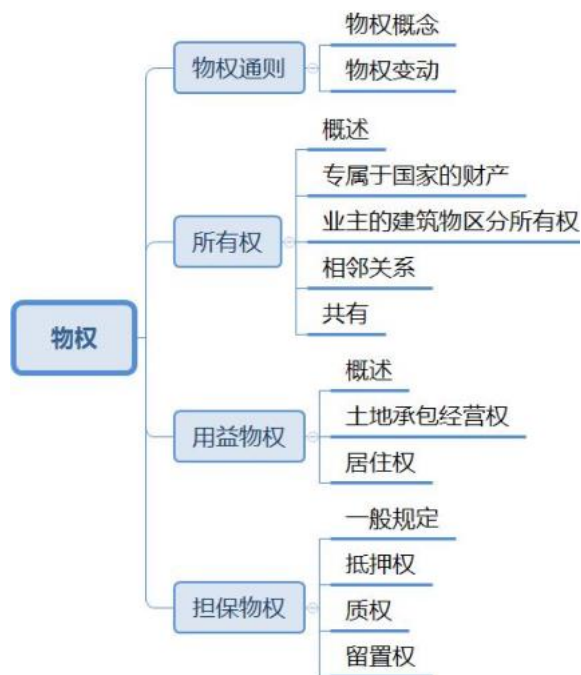 物权
物权通则
物权概念
物权变动
所有权
概述
专属于国家的财产
业主的建筑物区分所有权
相邻关系
共有
用益物权
概述
土地承包经营权
居住权
担保物权
一般规定
抵押权
质权
留置权